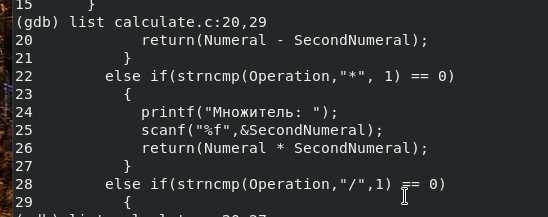 15      }
(gdb) list calculate.c:20,29
20            return(Numeral - SecondNumeral);
21          }
22        else if(strncmp(Operation,"*", 1) == 0)
23          {
24            printf("Множитель: ");
25            scanf("%f",&SecondNumeral);
26            return(Numeral * SecondNumeral);
27          }
28        else if(strncmp(Operation,"/",1) == 0)
29          {